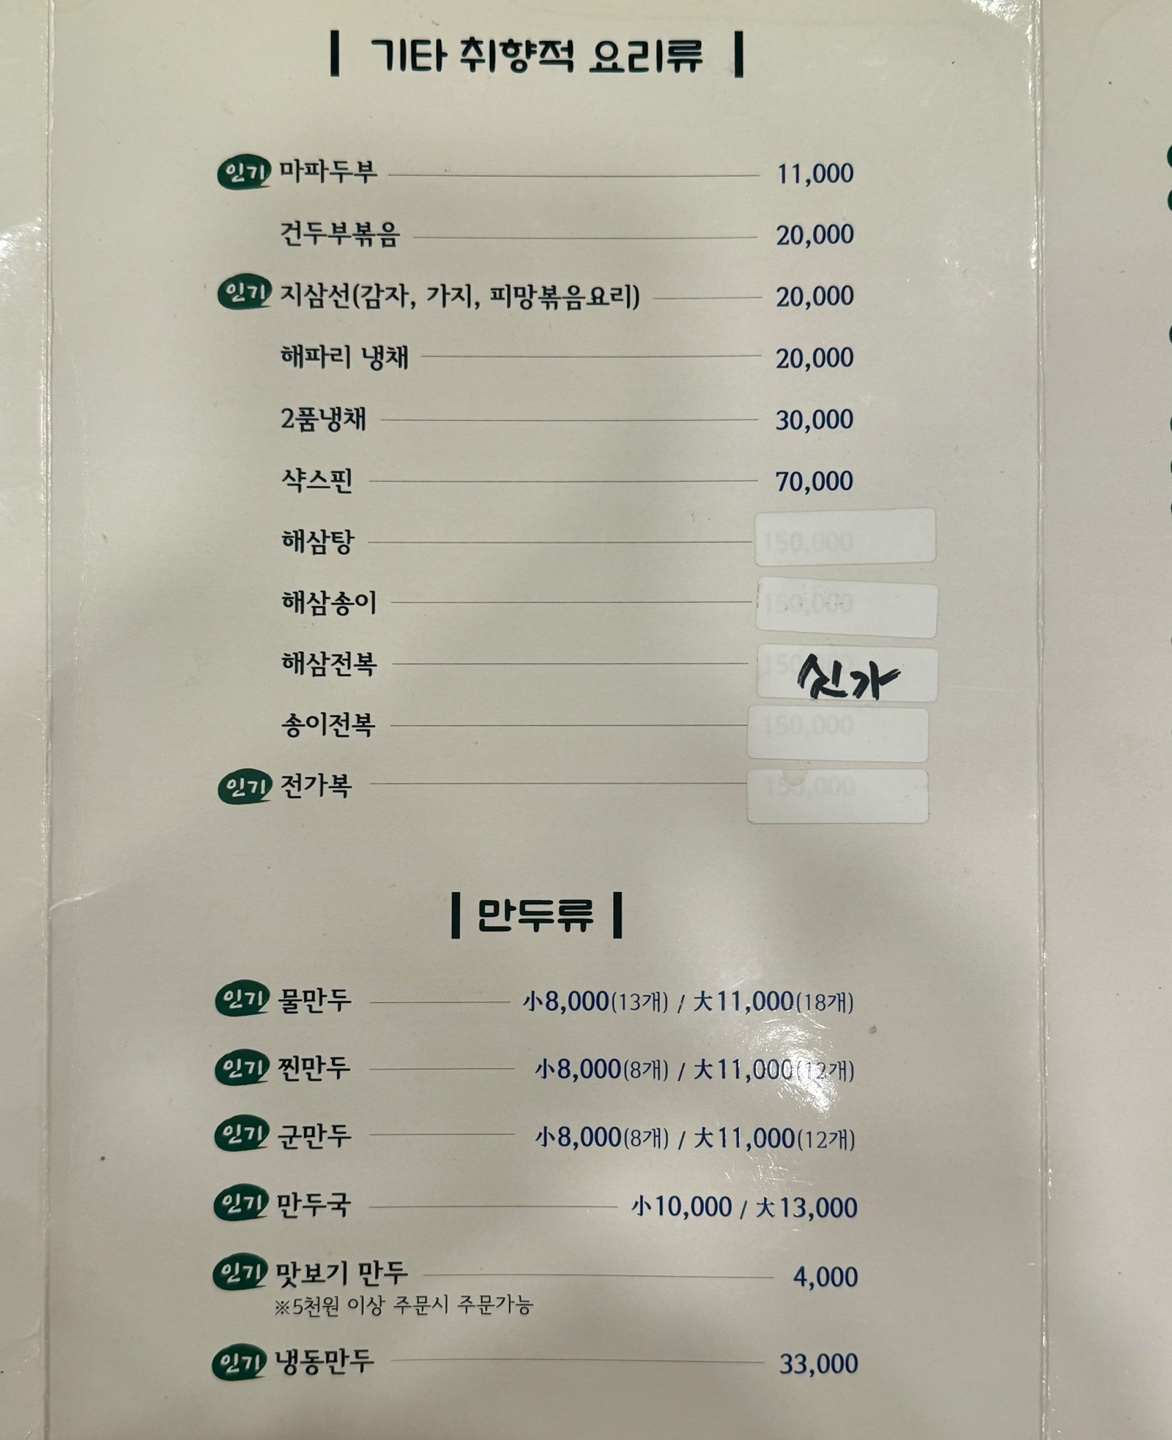 기타 취향적 요리류
인기 마파두부 11,000
건두부볶음 20,000
인기 지삼선(감자, 가지, 피망볶음요리) 20,000
해파리 냉채 20,000
2품냉채 30,000
샥스핀 70,000
해삼탕 150,000
해삼송이 150,000
해삼전복 싯가
송이전복 150,000
인기 전가복 150,000
만두류
인기 물만두 小8,000(13개) / 大11,000(18개)
인기 찐만두 小8,000(8개) / 大11,000(12개)
인기 군만두 小8,000(8개) / 大11,000(12개)
인기 만두국 小10,000 / 大13,000
인기 맛보기 만두 4,000
※5천원 이상 주문시 주문가능
인기 냉동만두 33,000